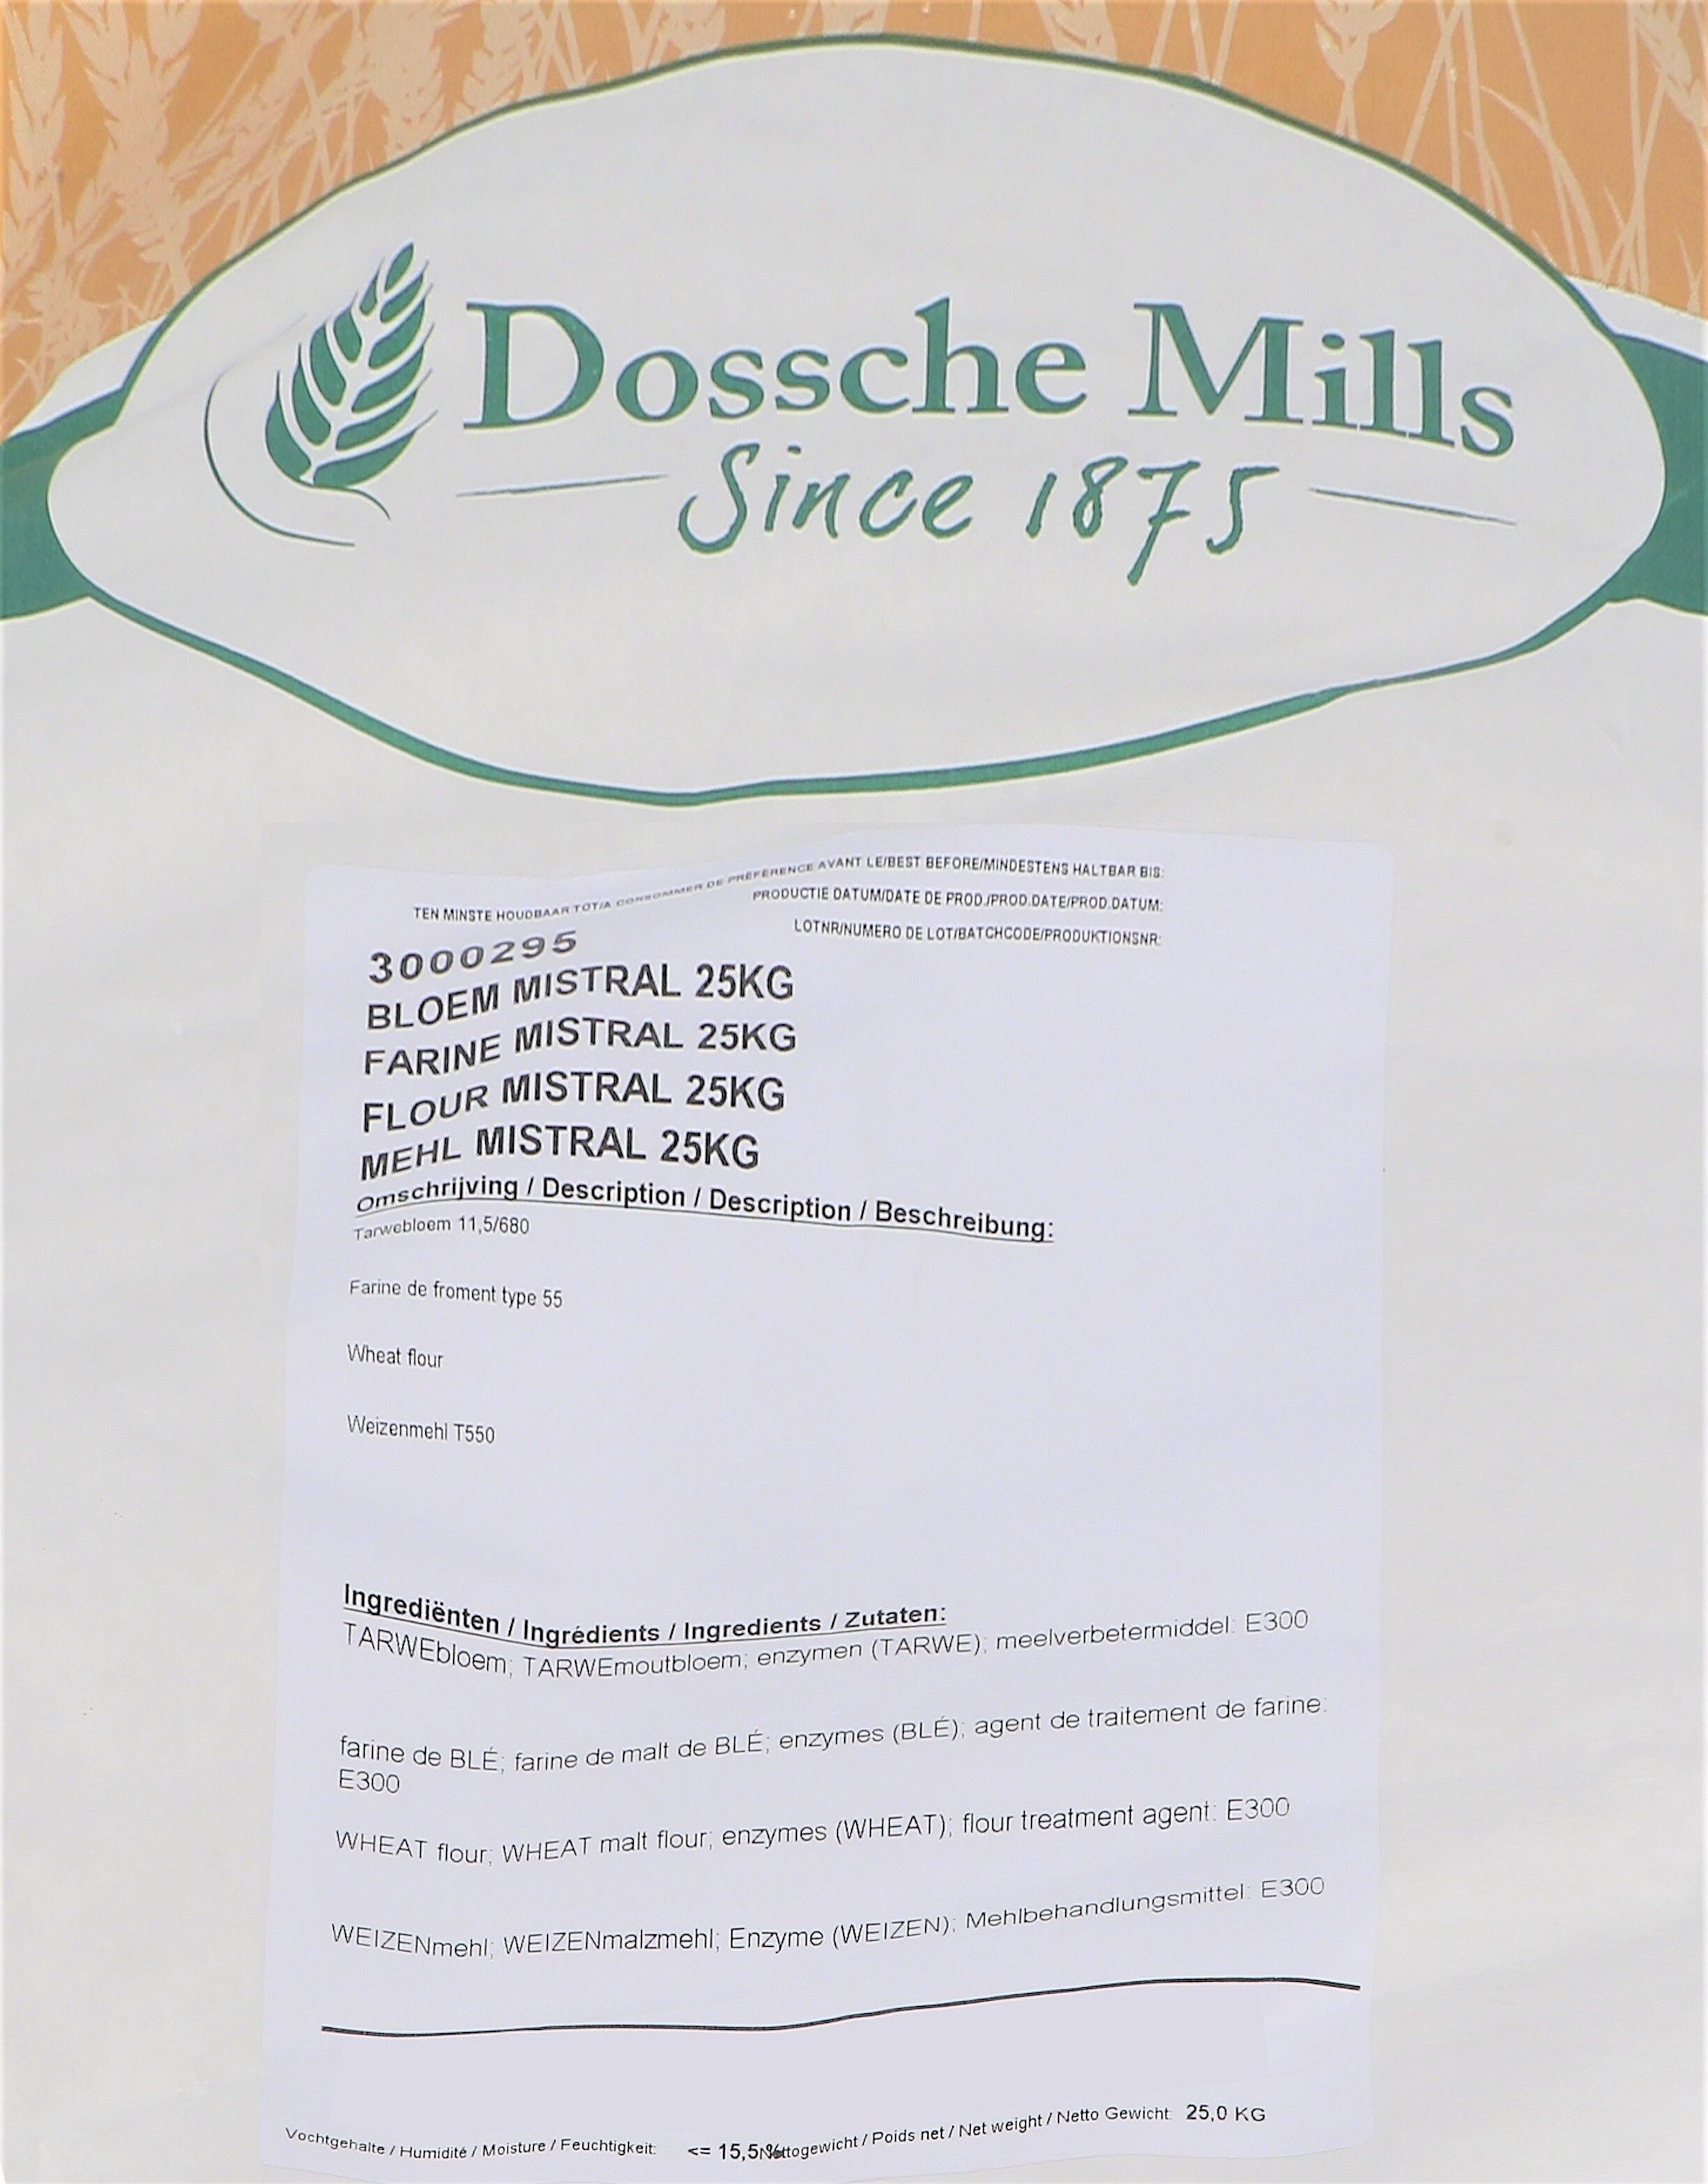 Dossche Mills
Since 1875
TEN MINSTE HOUDBAAR TOT/A CONSOMMER DE PRÉFÉRENCE AVANT LE/BEST BEFORE/MINDESTENS HALTBAR BIS:
PRODUCTIE DATUM/DATE DE PROD./PROD.DATE/PROD.DATUM:
LOTNR/NUMERO DE LOT/BATCHCODE/PRODUKTIONSNR:
3000295
BLOEM MISTRAL 25KG
FARINE MISTRAL 25KG
FLOUR MISTRAL 25KG
MEHL MISTRAL 25KG
Omschrijving / Description / Description / Beschreibung:
Tarwebloem 11,5/680
Farine de froment type 55
Wheat flour
Weizenmehl T550
Ingrediënten / Ingrédients / Ingredients / Zutaten:
TARWEbloem; TARWEmoutbloem; enzymen (TARWE); meelverbetermiddel: E300
farine de BLÉ; farine de malt de BLÉ; enzymes (BLÉ); agent de traitement de farine:
E300
WHEAT flour; WHEAT malt flour; enzymes (WHEAT); flour treatment agent: E300
WEIZENmehl; WEIZENmalzmehl; Enzyme (WEIZEN); Mehlbehandlungsmittel: E300
Vochtgehalte / Humidité / Moisture / Feuchtigkeit: <= 15,5% Nettogewicht / Poids net / Net weight / Netto Gewicht: 25,0 KG